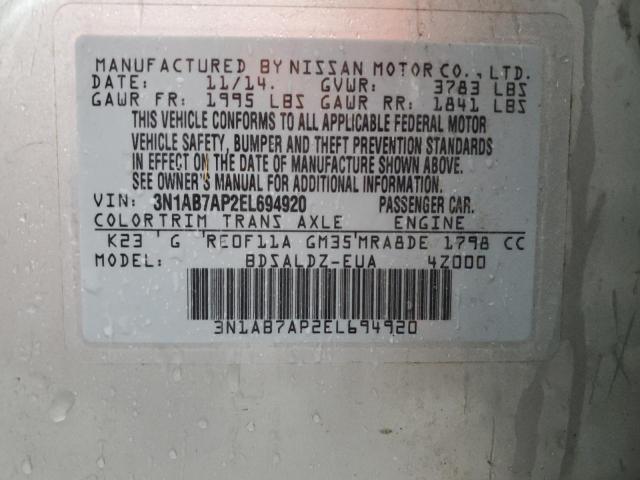 MANUFACTURED BY NISSAN MOTOR CO., LTD.
DATE: 11/14. GVWR: 3783 LBS
GAWR FR: 1995 LBS GAWR RR: 1841 LBS
THIS VEHICLE CONFORMS TO ALL APPLICABLE FEDERAL MOTOR
VEHICLE SAFETY, BUMPER AND THEFT PREVENTION STANDARDS
IN EFFECT ON THE DATE OF MANUFACTURE SHOWN ABOVE.
SEE OWNER'S MANUAL FOR ADDITIONAL INFORMATION.
VIN: 3N1AB7AP2EL694920 PASSENGER CAR.
COLOR TRIM TRANS AXLE ENGINE
K23 G RE0F11A GM35 MRA8DE 1798 CC
MODEL: BDSALDZ-EUA 4Z000
3N1AB7AP2EL694920